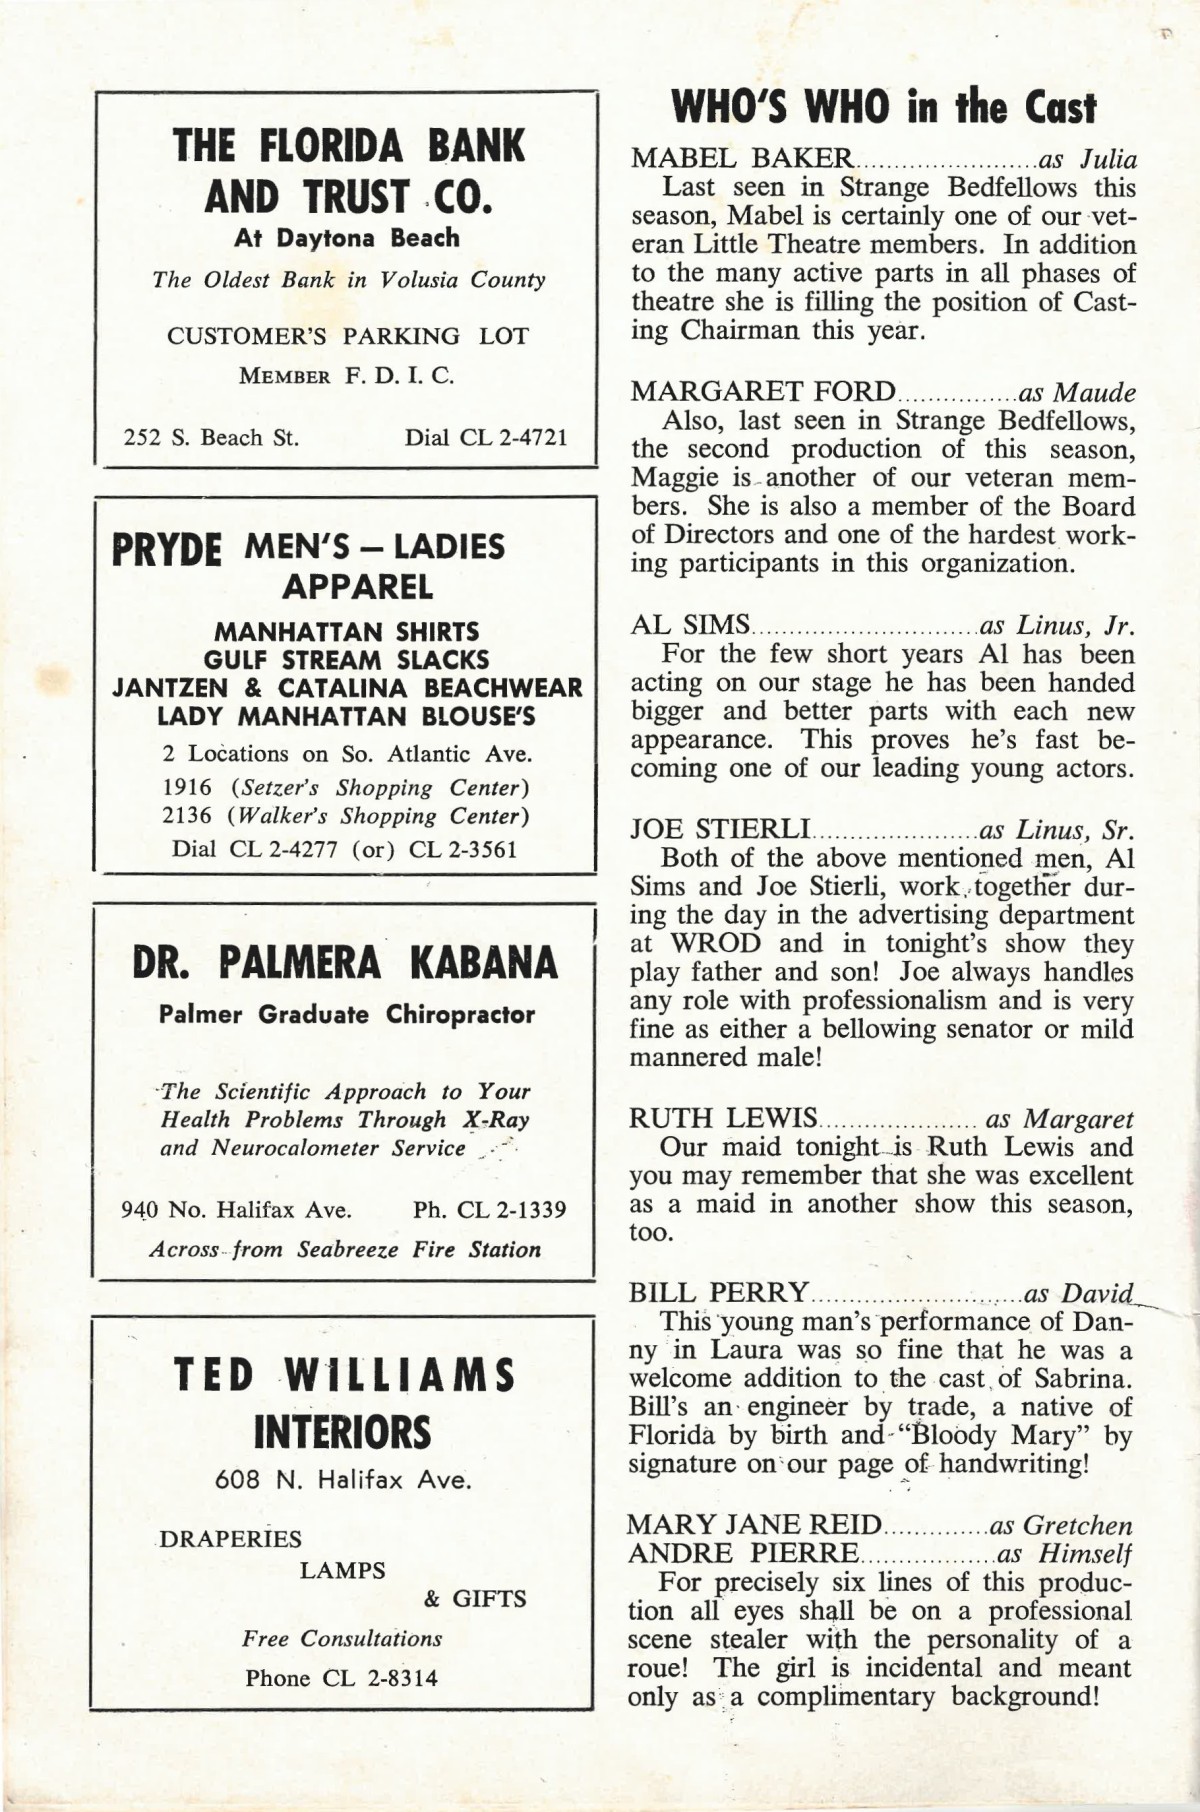 THE FLORIDA BANK
AND TRUST CO.
At Daytona Beach
The Oldest Bank in Volusia County
CUSTOMER'S PARKING LOT
MEMBER F. D. I. C.
252 S. Beach St. Dial CL 2-4721
PRYDE MEN'S – LADIES
APPAREL
MANHATTAN SHIRTS
GULF STREAM SLACKS
JANTZEN & CATALINA BEACHWEAR
LADY MANHATTAN BLOUSE'S
2 Locations on So. Atlantic Ave.
1916 (Setzer's Shopping Center)
2136 (Walker's Shopping Center)
Dial CL 2-4277 (or) CL 2-3561
DR. PALMERA KABANA
Palmer Graduate Chiropractor
The Scientific Approach to Your
Health Problems Through X-Ray
and Neurocalometer Service
940 No. Halifax Ave. Ph. CL 2-1339
Across from Seabreeze Fire Station
TED WILLIAMS
INTERIORS
608 N. Halifax Ave.
DRAPERIES
LAMPS
& GIFTS
Free Consultations
Phone CL 2-8314
WHO'S WHO in the Cast
MABEL BAKER........................as Julia
Last seen in Strange Bedfellows this
season, Mabel is certainly one of our vet-
eran Little Theatre members. In addition
to the many active parts in all phases of
theatre she is filling the position of Cast-
ing Chairman this year.
MARGARET FORD................as Maude
Also, last seen in Strange Bedfellows,
the second production of this season,
Maggie is another of our veteran mem-
bers. She is also a member of the Board
of Directors and one of the hardest work-
ing participants in this organization.
AL SIMS..............................as Linus, Jr.
For the few short years Al has been
acting on our stage he has been handed
bigger and better parts with each new
appearance. This proves he's fast be-
coming one of our leading young actors.
JOE STIERLI......................as Linus, Sr.
Both of the above mentioned men, Al
Sims and Joe Stierli, work together dur-
ing the day in the advertising department
at WROD and in tonight's show they
play father and son! Joe always handles
any role with professionalism and is very
fine as either a bellowing senator or mild
mannered male!
RUTH LEWIS..................... as Margaret
Our maid tonight is Ruth Lewis and
you may remember that she was excellent
as a maid in another show this season,
too.
BILL PERRY............................as David
This young man's performance of Dan-
ny in Laura was so fine that he was a
welcome addition to the cast of Sabrina.
Bill's an engineer by trade, a native of
Florida by birth and "Bloody Mary" by
signature on our page of handwriting!
MARY JANE REID..............as Gretchen
ANDRE PIERRE..................as Himself
For precisely six lines of this produc-
tion all eyes shall be on a professional
scene stealer with the personality of a
roue! The girl is incidental and meant
only as a complimentary background!